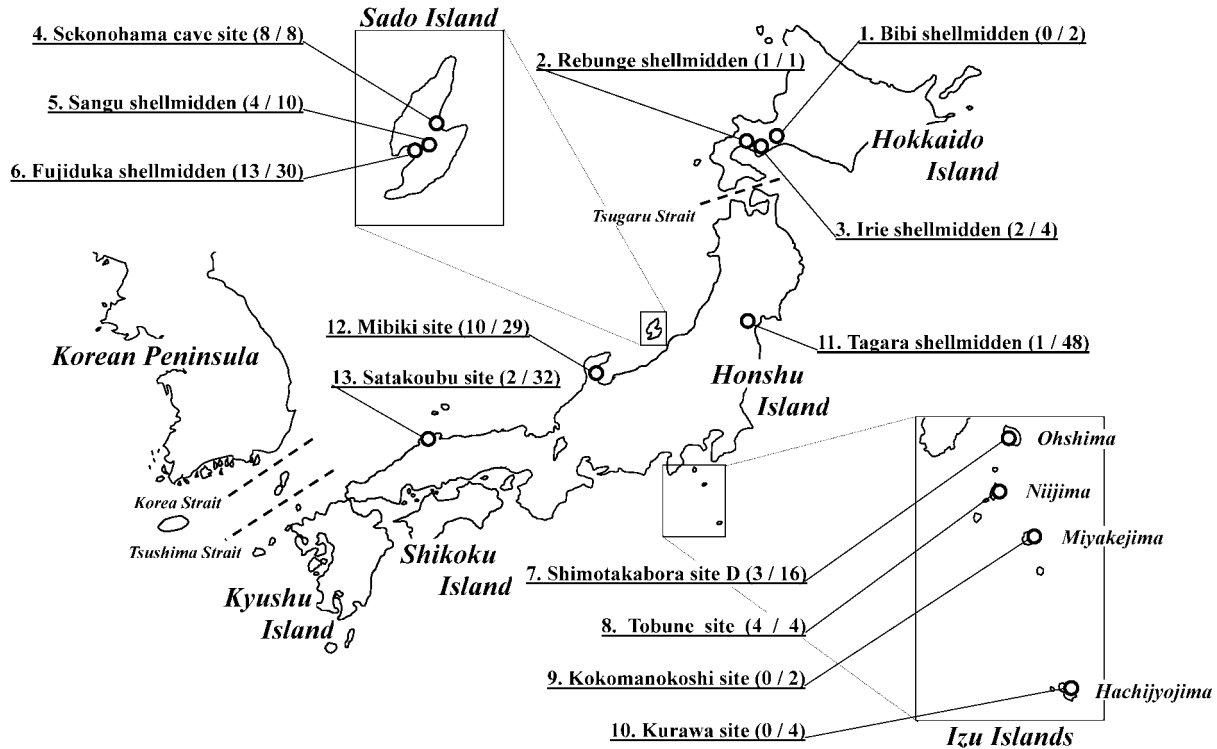 Sado Island
4. Sekonohama cave site (8 / 8)
5. Sangu shellmidden (4 / 10)
6. Fujiduka shellmidden (13 / 30)
1. Bibi shellmidden (0 / 2)
2. Rebunge shellmidden (1 / 1)
Hokkaido
Island
Tsugaru Strait
3. Irie shellmidden (2 / 4)
12. Mibiki site (10 / 29)
Korean Peninsula
13. Satakoubu site (2 / 32)
11. Tagara shellmidden (1 / 48)
Honshu
Island
Korea Strait
Tsushima Strait
Shikoku
Island
Kyushu
Island
Ohshima
Niijima
Miyakejima
7. Shimotakabora site D (3 / 16)
8. Tobune site (4 / 4)
9. Kokomanokoshi site (0 / 2)
10. Kurawa site (0 / 4)
Hachijyojima
Izu Islands